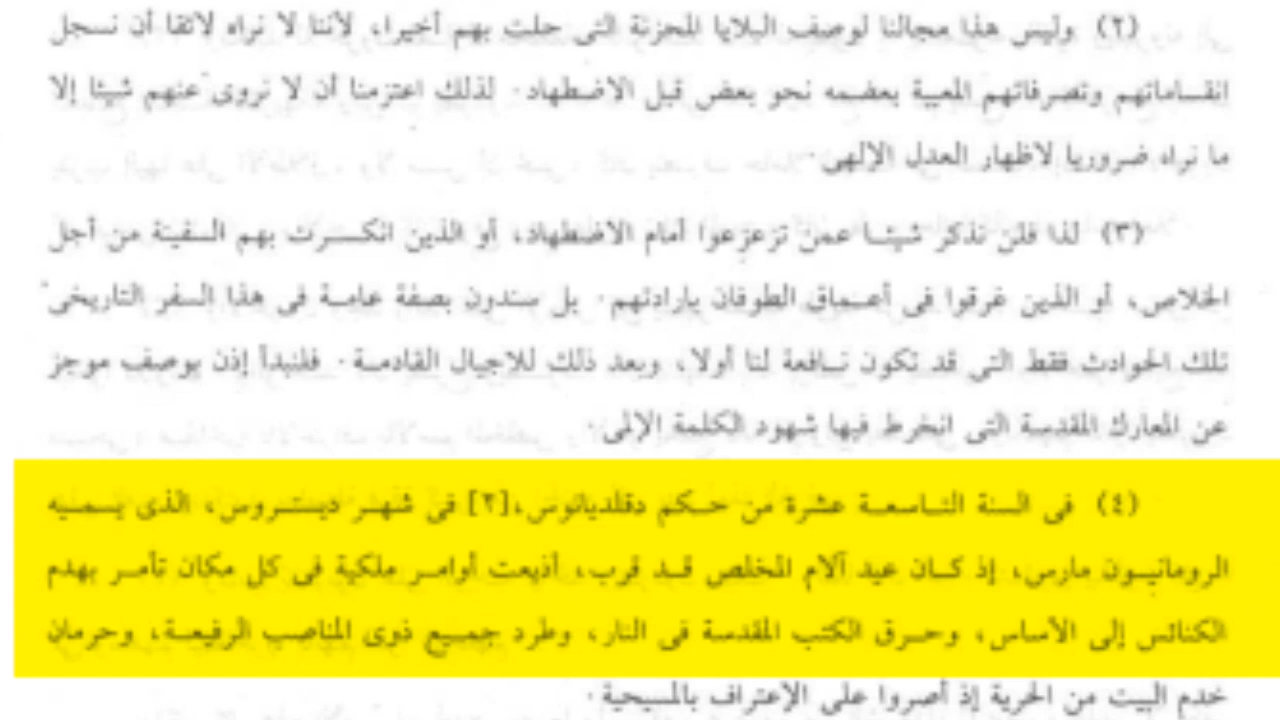 (٢) وليس هذا مجالنا لوصف البلايا المحزنة التى حلت بهم أخيرا، لأننا لا نراه لائقا أن نسجل
انقساماتهم وتصرفاتهم المعيبة بعضهم نحو بعض قبل الاضطهاد. لذلك اعتزمنا أن لا نروى عنهم شيئا إلا
ما نراه ضروريا لاظهار العدل الإلهى.
(٣) لذا فلن نذكر شيئا عمن تزعزعوا أمام الاضطهاد، أو الذين انكسرت بهم السفينة من أجل
الخلاص، أو الذين غرقوا فى أعماق الطوفان بإرادتهم. بل سندون بصفة عامة فى هذا السفر التاريخى
تلك الحوادث فقط التى قد تكون نافعة لنا أولا، وبعد ذلك للاجيال القادمة. فلنبدأ إذن بوصف موجز
عن المعارك المقدسة التى انخرط فيها شهود الكلمة الإلى.
(٤) فى السنة التاسعة عشرة من حكم دقلديانوس،[٢] فى شهر ديستروس، الذى يسميه
الرومانيون مارس، إذ كان عيد آلام المخلص قد قرب، أذيعت أوامر ملكية فى كل مكان تأمر بهدم
الكنائس إلى الأساس، وحرق الكتب المقدسة فى النار، وطرد جميع ذوى المناصب الرفيعة، وحرمان
خدم البيت من الحرية إذ أصروا على الإعتراف بالمسيحية.